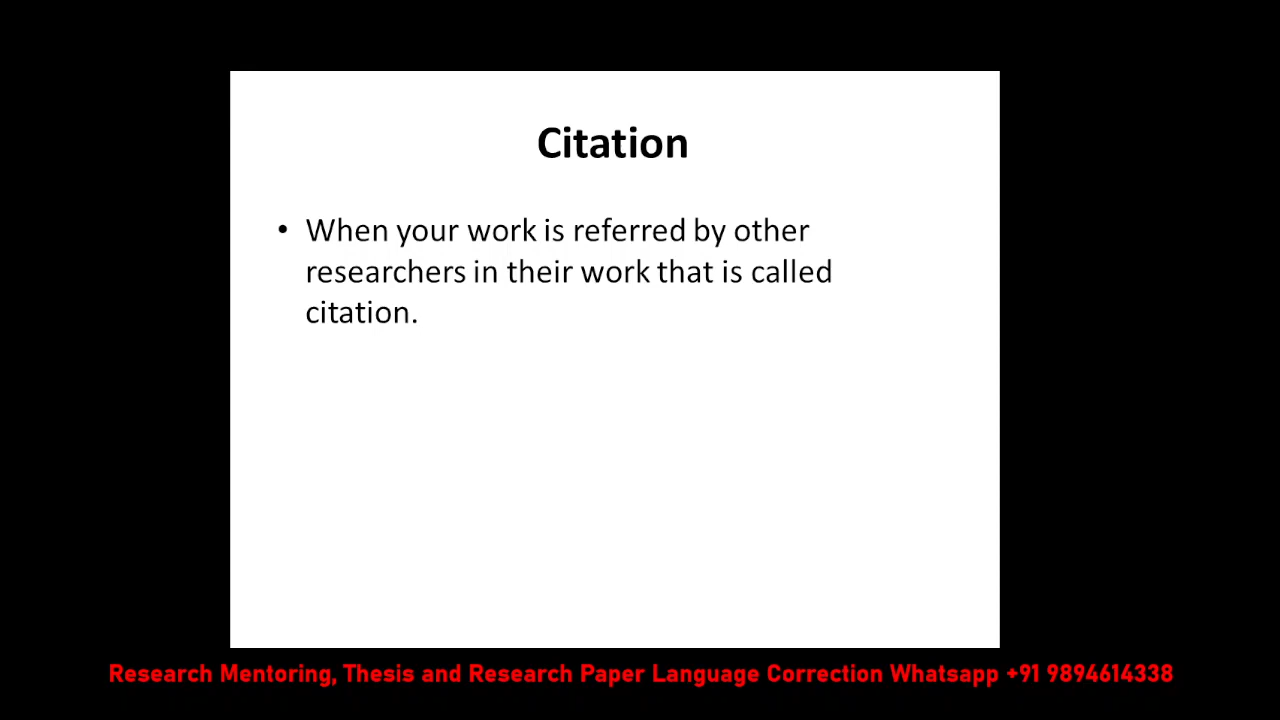 Citation
• When your work is referred by other
researchers in their work that is called
citation.
Research Mentoring, Thesis and Research Paper Language Correction Whatsapp +91 9894614338